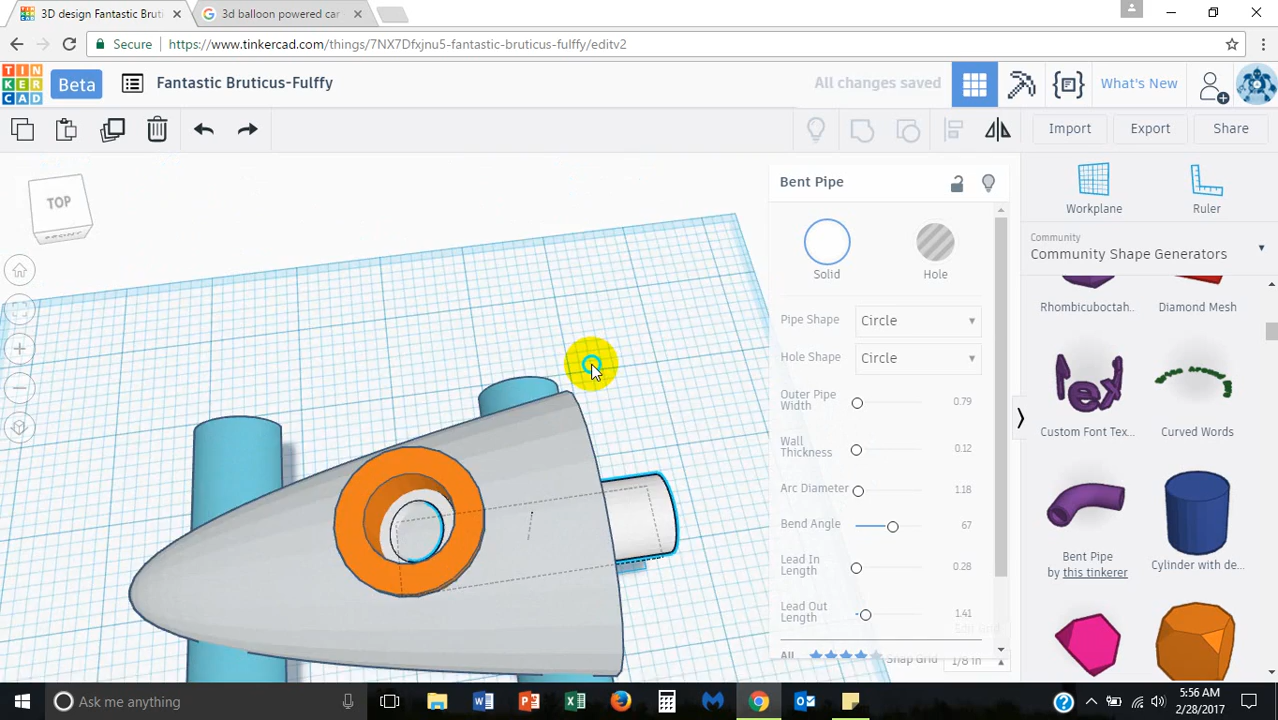 3D design Fantastic Bruti
3d balloon powered car
Secure
https://www.tinkercad.com/things/7NX7Dfxjnu5-fantastic-bruticus-fulffy/editv2
TIN
KER
CAD
Beta
Fantastic Bruticus-Fulffy
All changes saved
What's New
Import
Export
Share
TOP
FRONT
Bent Pipe
Solid
Hole
Pipe Shape
Circle
Hole Shape
Circle
Outer Pipe
Width
0.79
Wall
Thickness
0.12
Arc Diameter
1.18
Bend Angle
67
Lead In
Length
0.28
Lead Out
Length
1.41
All
Snap Grid
1/8 in
Workplane
Ruler
Community
Community Shape Generators
Rhombicuboctah..
Diamond Mesh
Custom Font Tex..
Curved Words
Bent Pipe
by this tinkerer
Cylinder with de...
Ask me anything
5:56 AM
2/28/2017